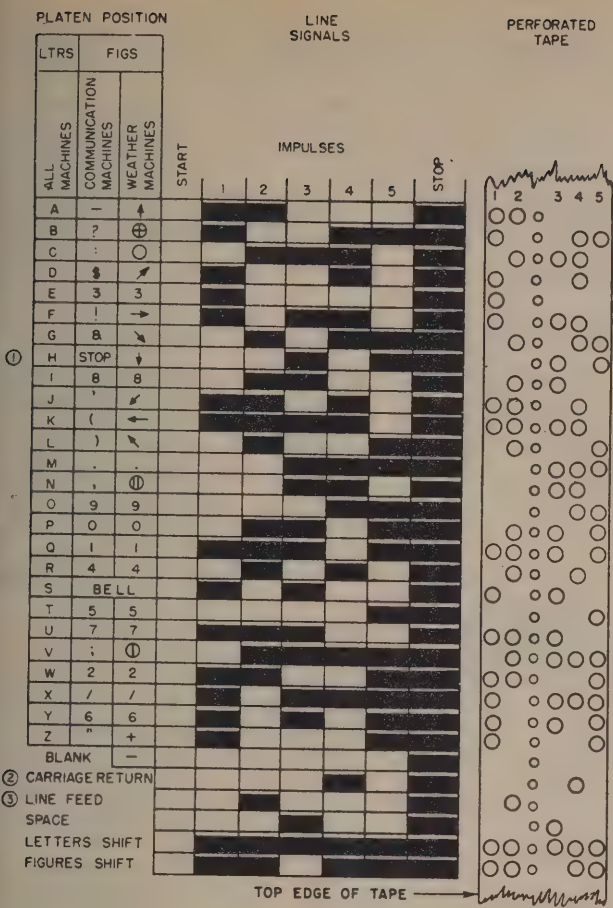 PLATEN POSITION
LINE SIGNALS
PERFORATED TAPE
LTRS FIGS
ALL MACHINES COMMUNICATION MACHINES WEATHER MACHINES START IMPULSES STOP
1 2 3 4 5
1 2 3 4 5
A - ↑
B ? ⊕
C : ○
D $ ↗
E 3 3
F ! →
G & ↘
① H STOP ↓
I 8 8
J ' ↙
K ( ←
L ) ↖
M . .
N , ⦷
O 9 9
P 0 0
Q 1 1
R 4 4
S BELL
T 5 5
U 7 7
V ; ⦶
W 2 2
X / /
Y 6 6
Z " +
BLANK -
② CARRIAGE RETURN
③ LINE FEED
SPACE
LETTERS SHIFT
FIGURES SHIFT
TOP EDGE OF TAPE